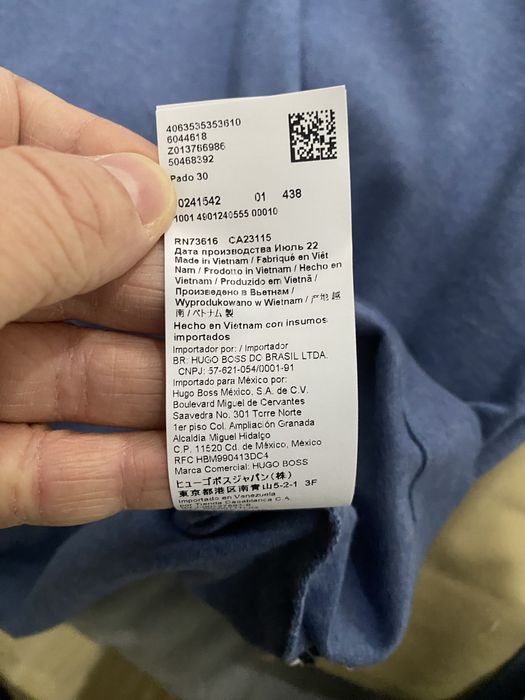 4063535353610
6044618
Z013766986
50468392
Pado 30
10241542 01 438
1001 4901240555 00010
RN73616 CA23115
Дата производства Июль 22
Made in Vietnam / Fabriqué en Viêt
Nam / Prodotto in Vietnam / Hecho en
Vietnam / Produzido em Vietnã /
Произведено в Вьетнам /
Wyprodukowano w Wietnam / 产地 越
南 / ベトナム 製
Hecho en Vietnam con insumos
importados
Importador por: / Importador
BR: HUGO BOSS DO BRASIL LTDA.
CNPJ: 57-621-054/0001-91
Importado para México por:
Hugo Boss México, S.A. de C.V.
Boulevard Miguel de Cervantes
Saavedra No. 301 Torre Norte
1er piso Col. Ampliación Granada
Alcaldía Miguel Hidalgo
C.P. 11520 Cd. de México, México
RFC HBM990413DC4
Marca Comercial: HUGO BOSS
ヒューゴボスジャパン(株)
東京都港区南青山5-2-1 3F
Importado en Venezuela
por Tienda Casablanca C.A.